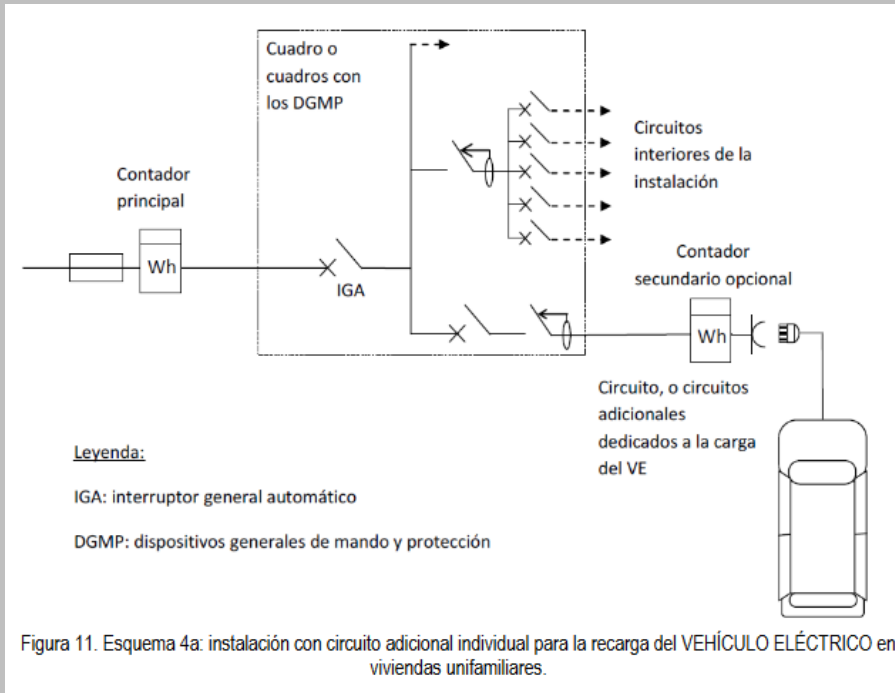 Cuadro o
cuadros con
los DGMP
Circuitos
interiores de la
instalación
Contador
principal
Wh
IGA
Contador
secundario opcional
Wh
Circuito, o circuitos
adicionales
dedicados a la carga
del VE
Leyenda:
IGA: interruptor general automático
DGMP: dispositivos generales de mando y protección
Figura 11. Esquema 4a: instalación con circuito adicional individual para la recarga del VEHÍCULO ELÉCTRICO en
viviendas unifamiliares.